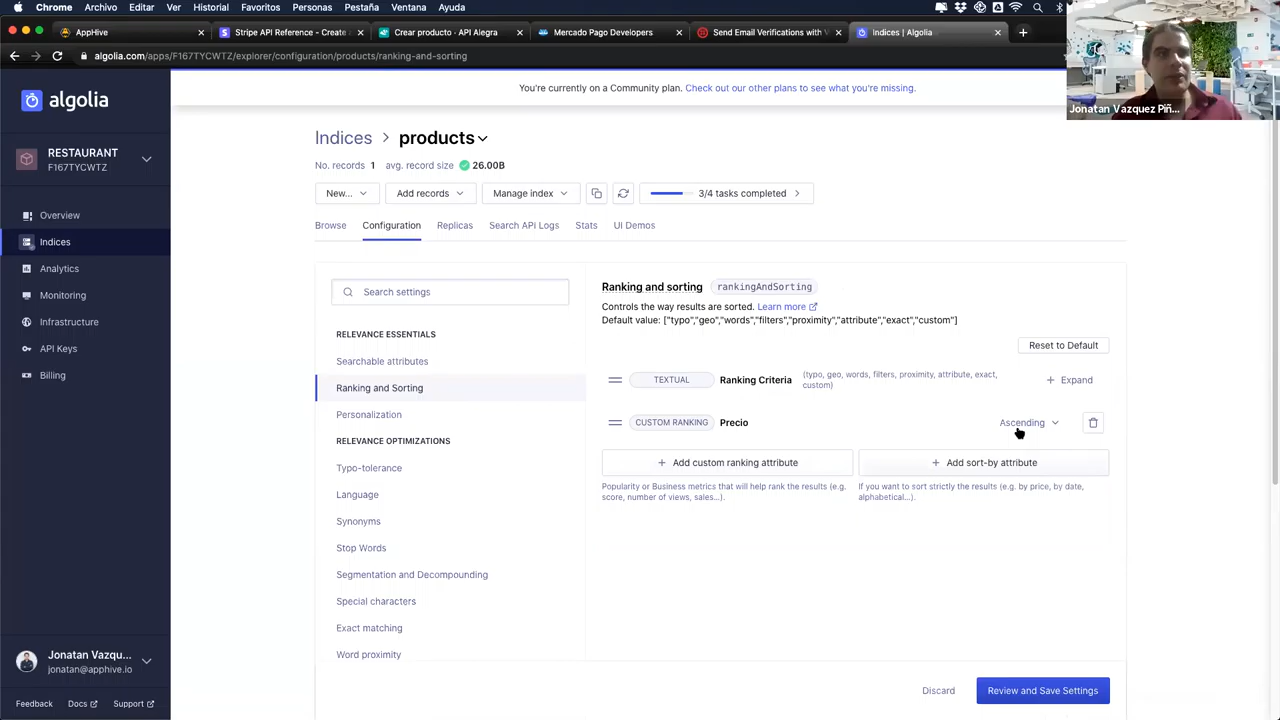 Chrome Archivo Editar Ver Historial Favoritos Personas Pestaña Ventana Ayuda
AppHive
Stripe API Reference - Create
Crear producto · API Alegra
Mercado Pago Developers
Send Email Verifications with
Indices | Algolia
algolia.com/apps/F167TYCWTZ/explorer/configuration/products/ranking-and-sorting
Jonatan Vazquez Piñ...
You're currently on a Community plan. Check out our other plans to see what you're missing.
algolia
RESTAURANT
F167TYCWTZ
Overview
Indices
Analytics
Monitoring
Infrastructure
API Keys
Billing
Jonatan Vazqu...
jonatan@apphive.io
Footer Docs Support
Indices > products
No. records 1 avg. record size 26.00B
New... Add records Manage index 3/4 tasks completed
Browse Configuration Replicas Search API Logs Stats UI Demos
Search settings
RELEVANCE ESSENTIALS
Searchable attributes
Ranking and Sorting
Personalization
RELEVANCE OPTIMIZATIONS
Typo-tolerance
Language
Synonyms
Stop Words
Segmentation and Decompounding
Special characters
Exact matching
Word proximity
Ranking and sorting rankingAndSorting
Controls the way results are sorted. Learn more
Default value: ["typo","geo","words","filters","proximity","attribute","exact","custom"]
Reset to Default
TEXTUAL Ranking Criteria (typo, geo, words, filters, proximity, attribute, exact,
custom)
+ Expand
CUSTOM RANKING Precio Ascending
+ Add custom ranking attribute
Popularity or Business metrics that will help rank the results (e.g.
score, number of views, sales...).
+ Add sort-by attribute
If you want to sort strictly the results (e.g. by price, by date,
alphabetical...).
Discard Review and Save Settings